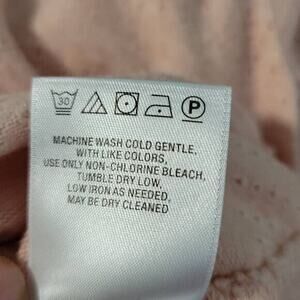 30 P
MACHINE WASH COLD GENTLE,
WITH LIKE COLORS,
USE ONLY NON-CHLORINE BLEACH,
TUMBLE DRY LOW,
LOW IRON AS NEEDED,
MAY BE DRY CLEANED